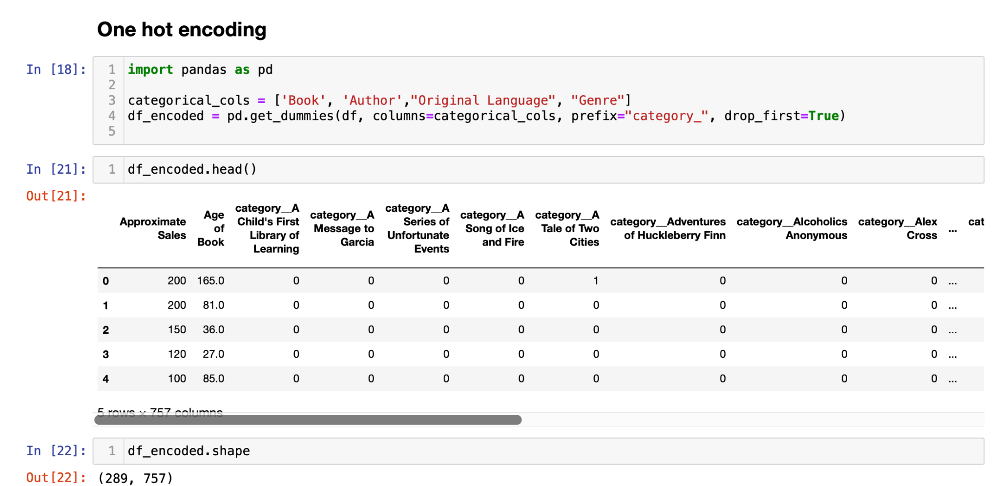 One hot encoding
In [18]:
1 import pandas as pd
2
3 categorical_cols = ['Book', 'Author',"Original Language", "Genre"]
4 df_encoded = pd.get_dummies(df, columns=categorical_cols, prefix="category_", drop_first=True)
5
In [21]:
1 df_encoded.head()
Out[21]:
Approximate Sales Age of Book category__A Child's First Library of Learning category__A Message to Garcia category__A Series of Unfortunate Events category__A Song of Ice and Fire category__A Tale of Two Cities category__Adventures of Huckleberry Finn category__Alcoholics Anonymous category__Alex Cross ... cat
0 200 165.0 0 0 0 0 1 0 0 0 ...
1 200 81.0 0 0 0 0 0 0 0 0 ...
2 150 36.0 0 0 0 0 0 0 0 0 ...
3 120 27.0 0 0 0 0 0 0 0 0 ...
4 100 85.0 0 0 0 0 0 0 0 0 ...
5 rows × 757 columns
In [22]:
1 df_encoded.shape
Out[22]: (289, 757)